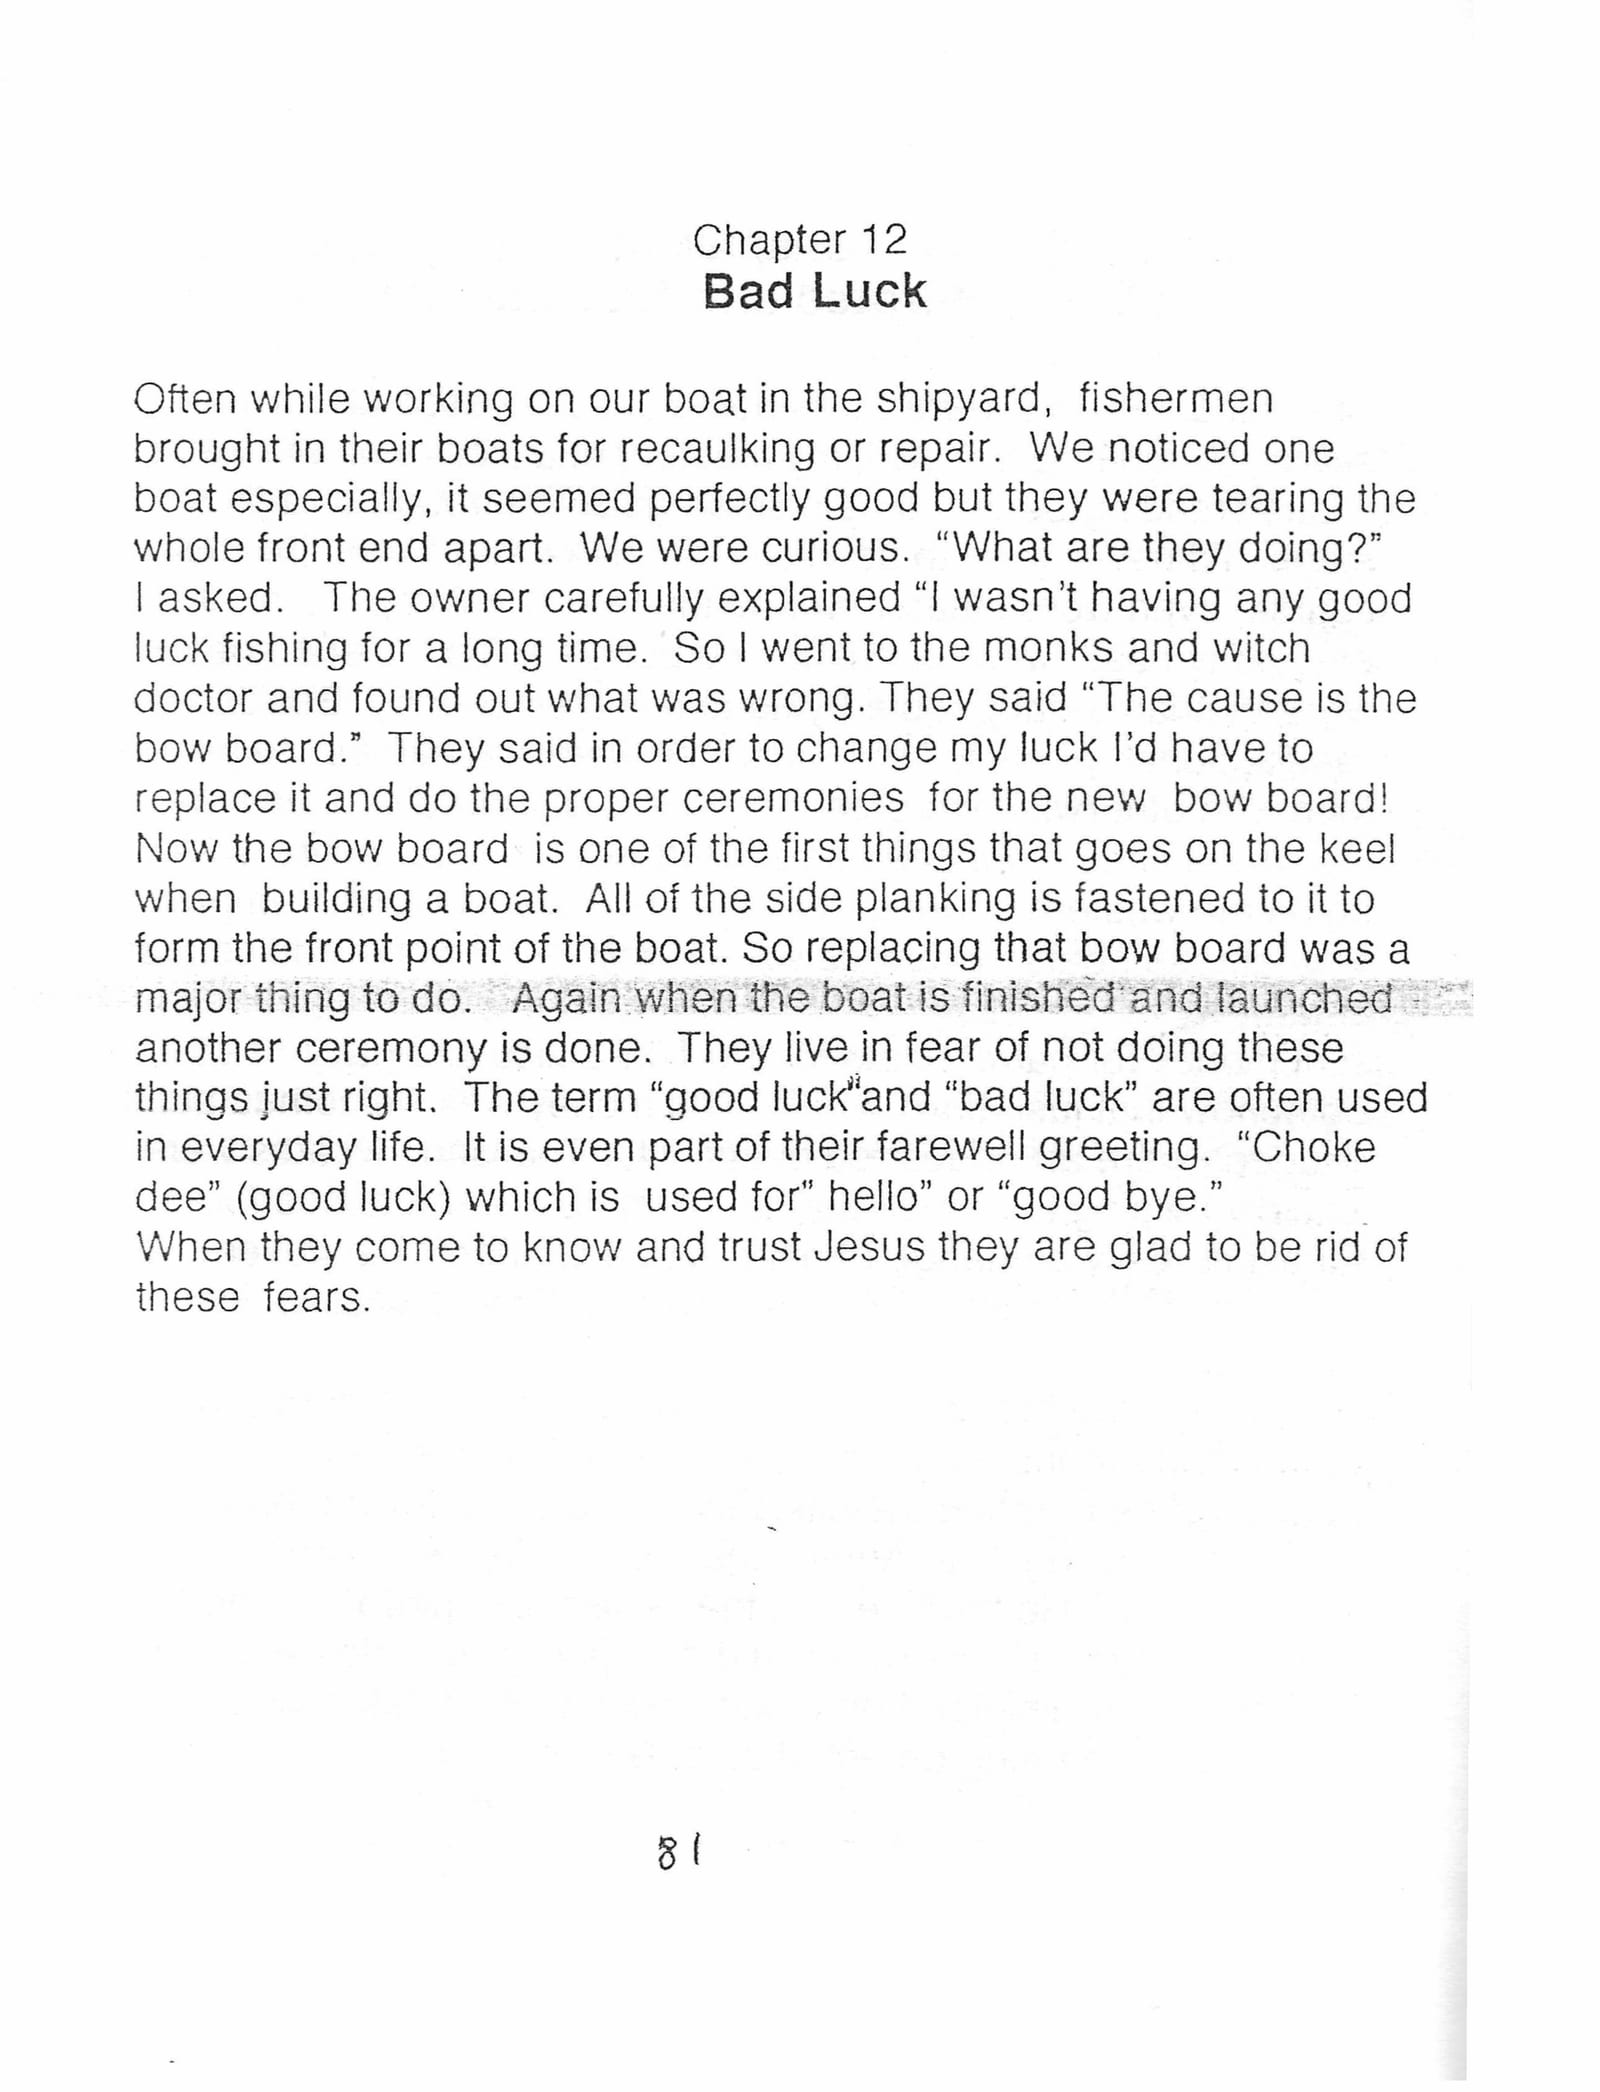 Chapter 12
Bad Luck
Often while working on our boat in the shipyard, fishermen
brought in their boats for recaulking or repair. We noticed one
boat especially, it seemed perfectly good but they were tearing the
whole front end apart. We were curious. “What are they doing?”
I asked. The owner carefully explained “I wasn't having any good
luck fishing for a long time. So I went to the monks and witch
doctor and found out what was wrong. They said “The cause is the
bow board.” They said in order to change my luck I'd have to
replace it and do the proper ceremonies for the new bow board!
Now the bow board is one of the first things that goes on the keel
when building a boat. All of the side planking is fastened to it to
form the front point of the boat. So replacing that bow board was a
major thing to do. Again when the boat is finished and launched
another ceremony is done. They live in fear of not doing these
things just right. The term “good luck”and “bad luck” are often used
in everyday life. It is even part of their farewell greeting. “Choke
dee” (good luck) which is used for” hello” or “good bye.”
When they come to know and trust Jesus they are glad to be rid of
these fears.
81